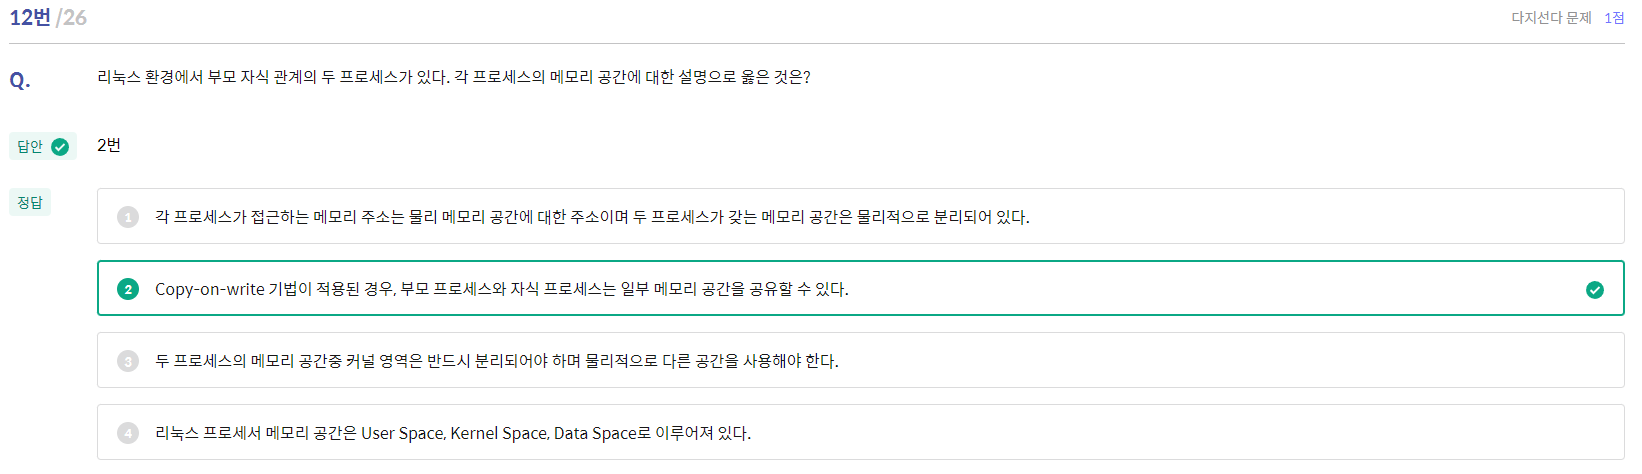 12번 /26
다지선다 문제 1점
Q.
리눅스 환경에서 부모 자식 관계의 두 프로세스가 있다. 각 프로세스의 메모리 공간에 대한 설명으로 옳은 것은?
답안
2번
정답
1 각 프로세스가 접근하는 메모리 주소는 물리 메모리 공간에 대한 주소이며 두 프로세스가 갖는 메모리 공간은 물리적으로 분리되어 있다.
2 Copy-on-write 기법이 적용된 경우, 부모 프로세스와 자식 프로세스는 일부 메모리 공간을 공유할 수 있다.
3 두 프로세스의 메모리 공간중 커널 영역은 반드시 분리되어야 하며 물리적으로 다른 공간을 사용해야 한다.
4 리눅스 프로세서 메모리 공간은 User Space, Kernel Space, Data Space로 이루어져 있다.